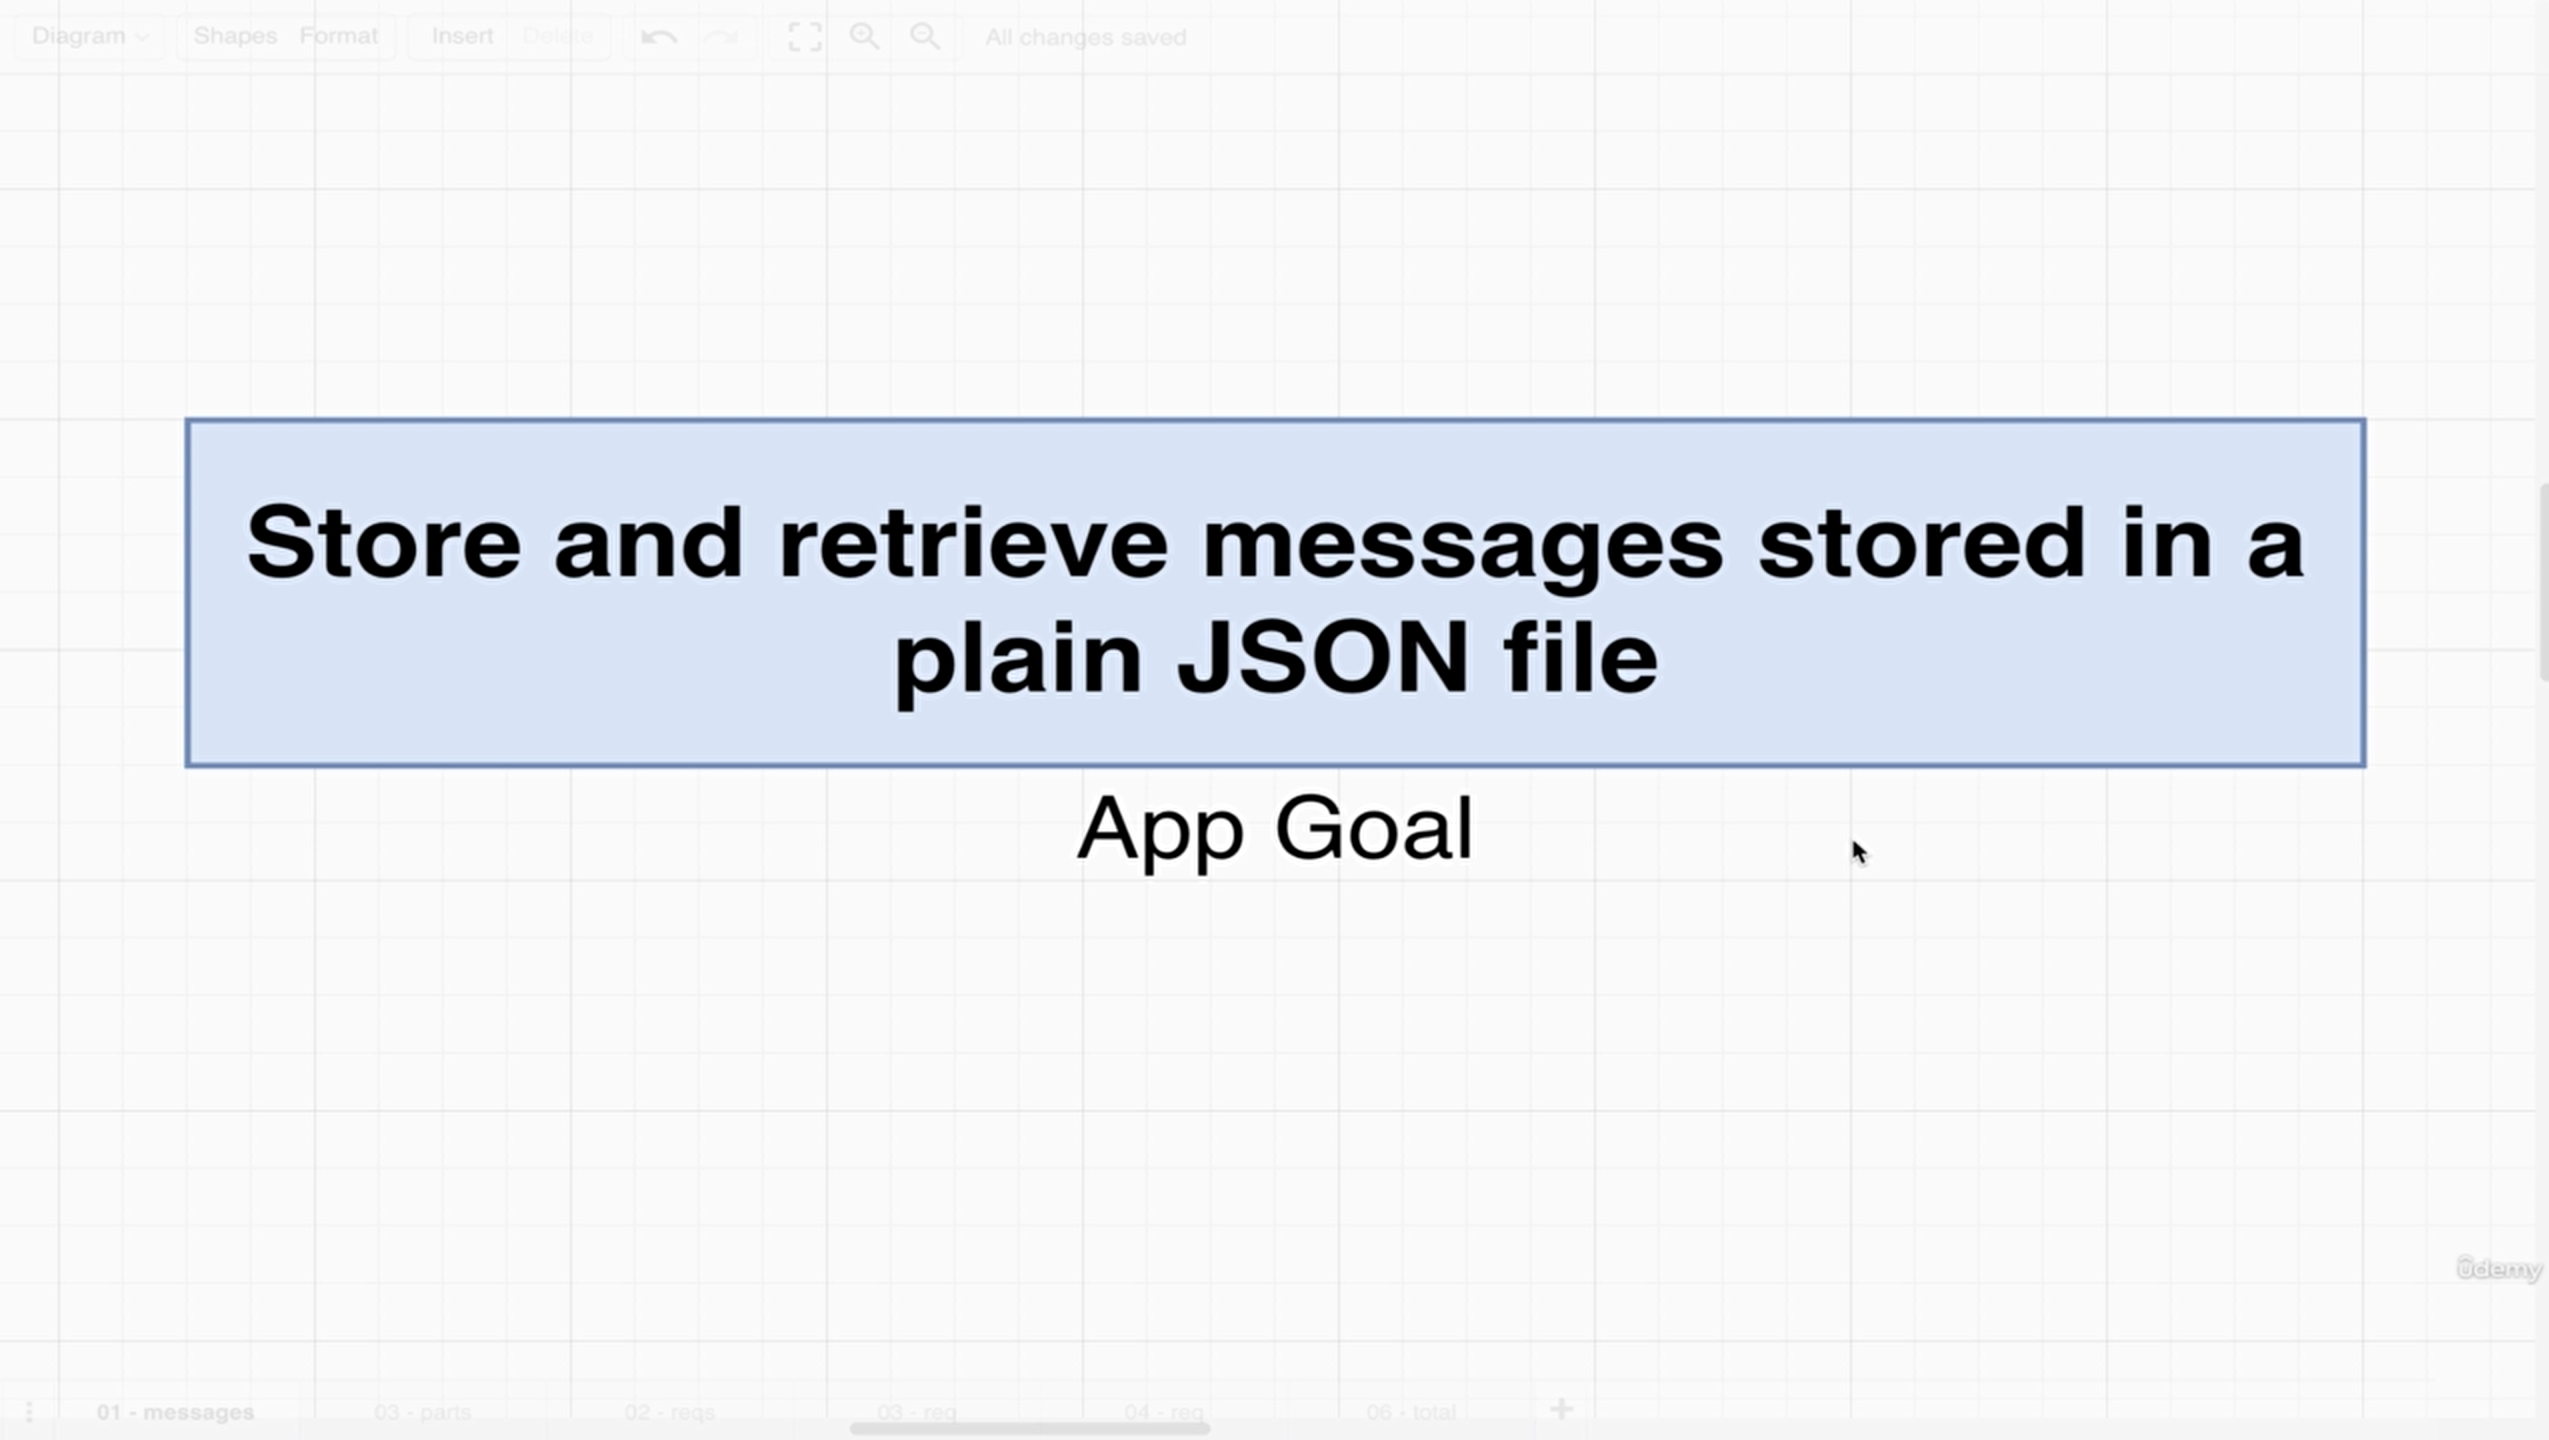 Diagram
Shapes Format
Insert Delete
All changes saved
Store and retrieve messages stored in a
plain JSON file
App Goal
ûdemy
01 - messages
03 - parts
02 - reqs
03 - req
04 - req
06 - total